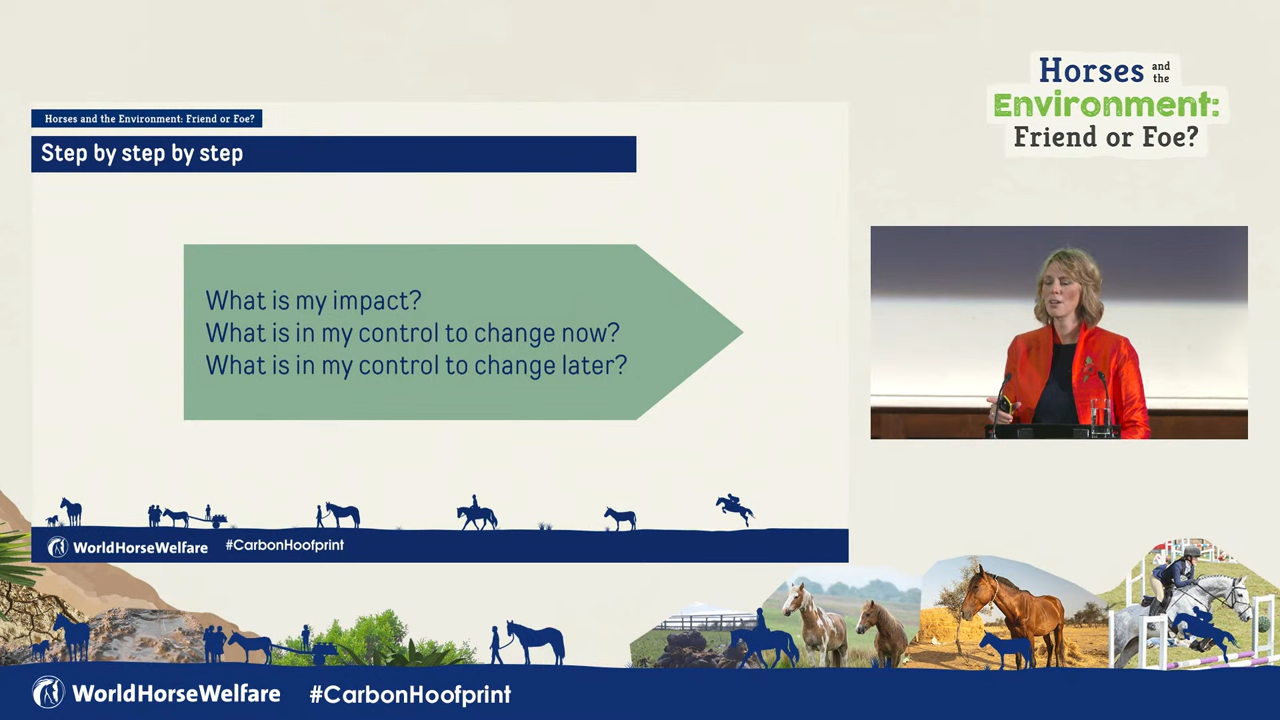 Horses and the
Environment:
Friend or Foe?
Horses and the Environment: Friend or Foe?
Step by step by step
What is my impact?
What is in my control to change now?
What is in my control to change later?
WorldHorseWelfare #CarbonHoofprint
WorldHorseWelfare #CarbonHoofprint